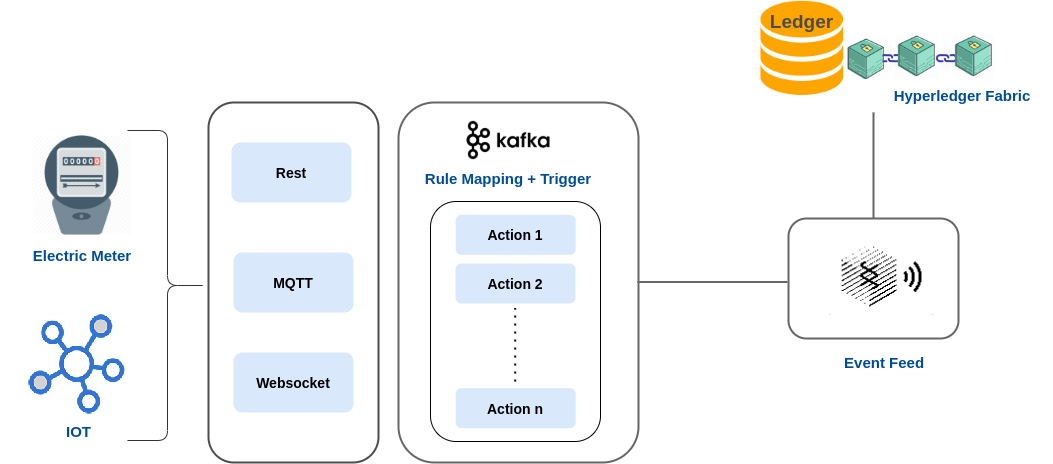 Ledger
Hyperledger Fabric
000000
Electric Meter
IOT
Rest
MQTT
Websocket
kafka
Rule Mapping + Trigger
Action 1
Action 2
Action n
Event Feed